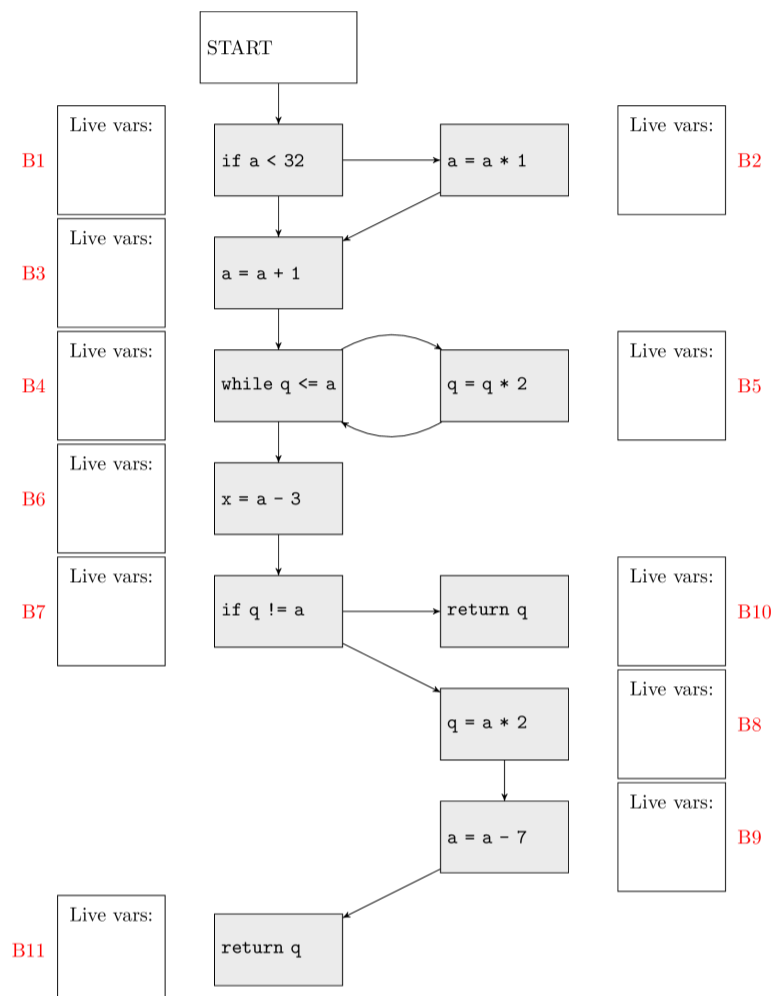 START
Live vars:
B1
if a < 32
a = a * 1
Live vars:
B2
Live vars:
B3
a = a + 1
Live vars:
B4
while q <= a
q = q * 2
Live vars:
B5
Live vars:
B6
x = a - 3
Live vars:
B7
if q != a
return q
Live vars:
B10
q = a * 2
Live vars:
B8
a = a - 7
Live vars:
B9
Live vars:
B11
return q